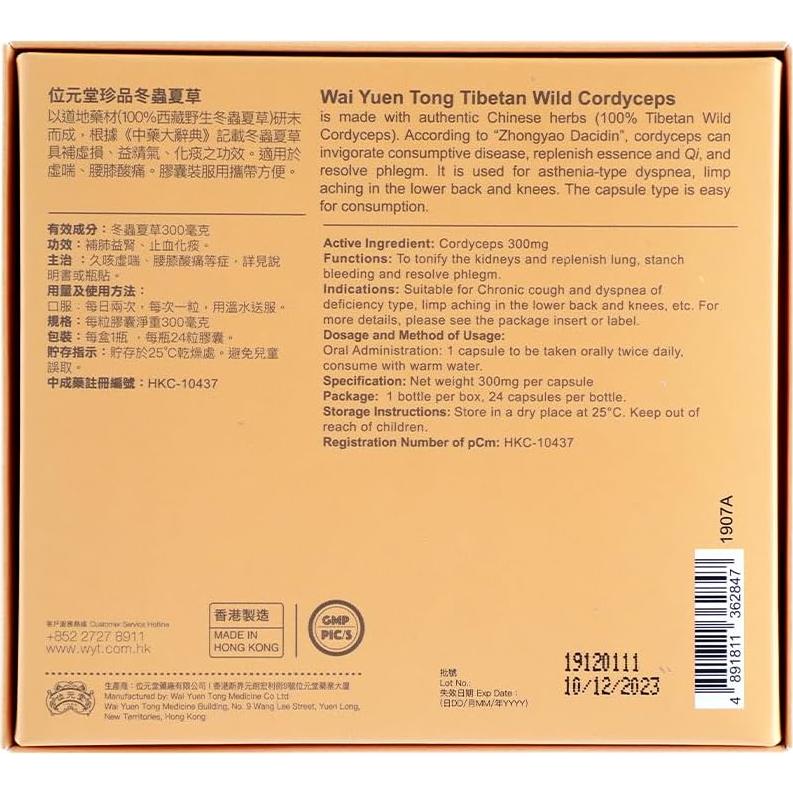 位元堂珍品冬蟲夏草
以道地藥材(100%西藏野生冬蟲夏草)研末
而成，根據《中藥大辭典》記載冬蟲夏草
具補虛損、益精氣、化痰之功效。適用於
虛喘、腰膝酸痛。膠囊裝服用攜帶方便。
有效成分：冬蟲夏草300毫克
功效：補肺益腎、止血化痰。
主治：久咳虛喘、腰膝酸痛等症，詳見說
明書或瓶貼。
用量及使用方法：
口服：每日兩次，每次一粒，用溫水送服。
規格：每粒膠囊淨重300毫克
包裝：每盒1瓶，每瓶24粒膠囊。
貯存指示：貯存於25℃乾燥處。避免兒童
誤取。
中成藥註冊編號：HKC-10437
Wai Yuen Tong Tibetan Wild Cordyceps
is made with authentic Chinese herbs (100% Tibetan Wild
Cordyceps). According to “Zhongyao Dacidin”, cordyceps can
invigorate consumptive disease, replenish essence and Qi, and
resolve phlegm. It is used for asthenia-type dyspnea, limp
aching in the lower back and knees. The capsule type is easy
for consumption.
Active Ingredient: Cordyceps 300mg
Functions: To tonify the kidneys and replenish lung, stanch
bleeding and resolve phlegm.
Indications: Suitable for Chronic cough and dyspnea of
deficiency type, limp aching in the lower back and knees, etc. For
more details, please see the package insert or label.
Dosage and Method of Usage:
Oral Administration: 1 capsule to be taken orally twice daily,
consume with warm water.
Specification: Net weight 300mg per capsule
Package: 1 bottle per box, 24 capsules per bottle.
Storage Instructions: Store in a dry place at 25°C. Keep out of
reach of children.
Registration Number of pCm: HKC-10437
1907A
4 891811 362847
客戶服務熱線 Customer Service Hotline
+852 2727 8911
www.wyt.com.hk
香港製造
MADE IN
HONG KONG
GMP
PIC/S
位元堂
生產商：位元堂藥廠有限公司 | 香港新界元朗宏利街9號位元堂藥業大廈
Manufactured by: Wai Yuen Tong Medicine Co Ltd
Wai Yuen Tong Medicine Building, No. 9 Wang Lee Street, Yuen Long,
New Territories, Hong Kong
批號
Lot No.:
失效日期 Exp Date :
(日DD/月MM/年YYYY)
19120111
10/12/2023